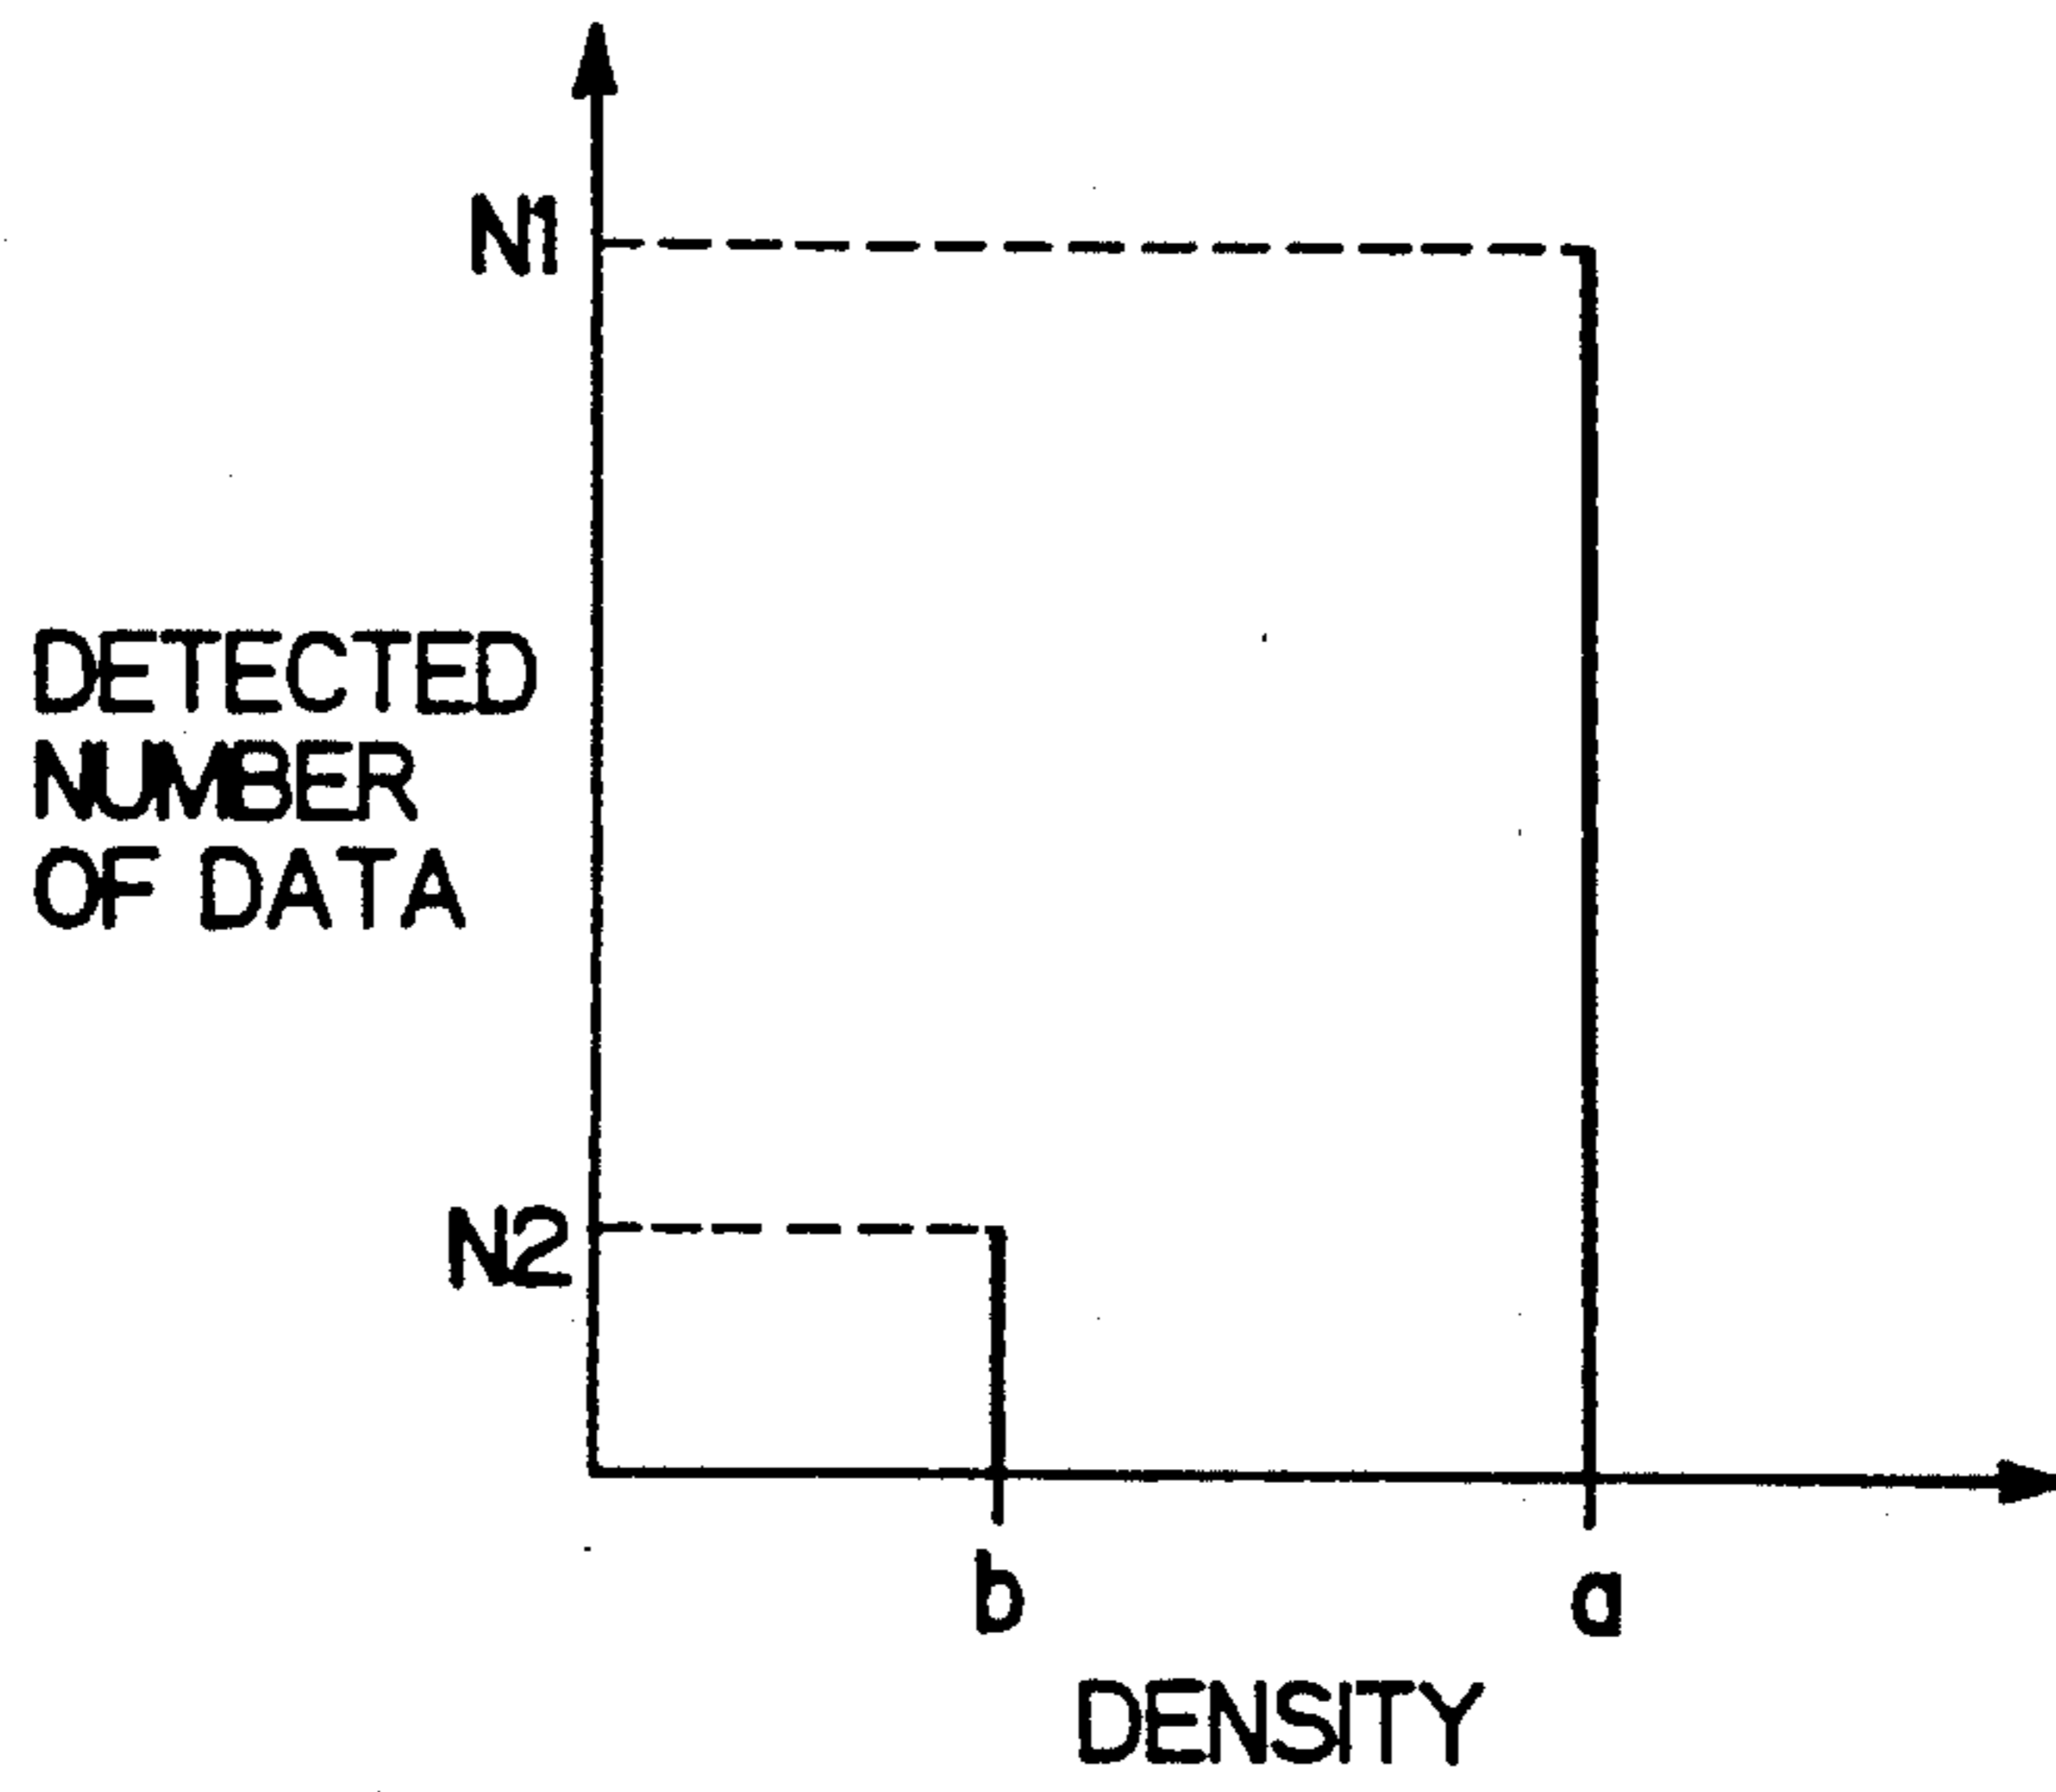 N1
DETECTED
NUMBER
OF DATA
N2
b
a
DENSITY